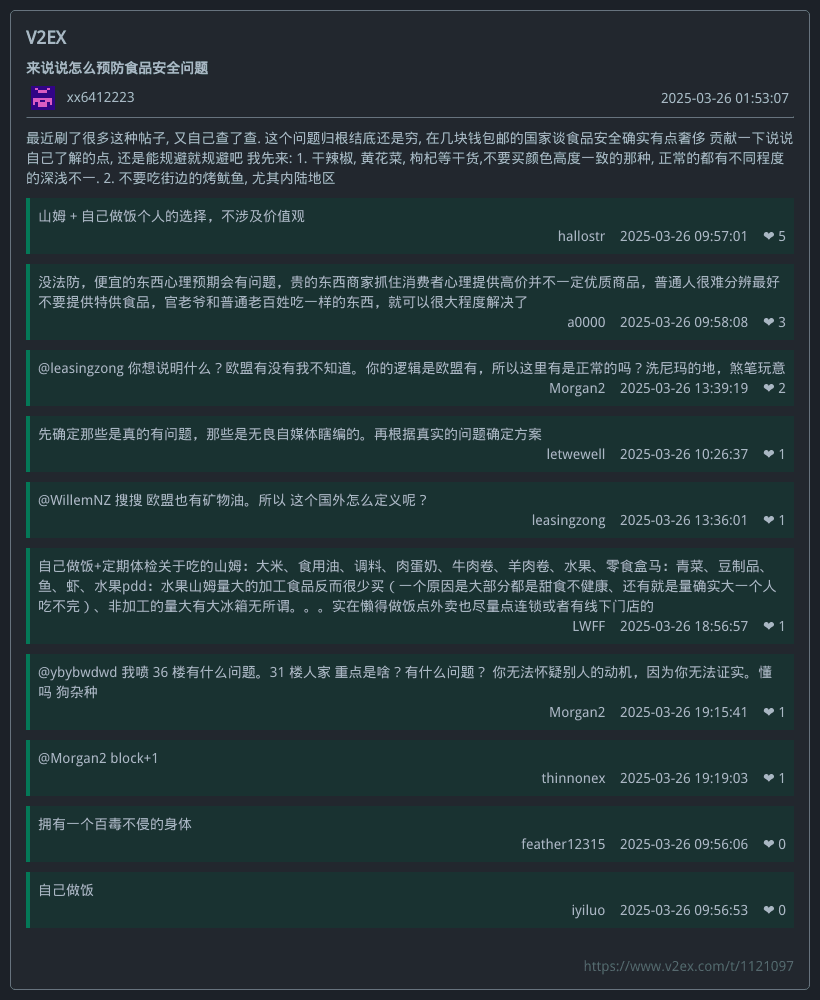 V2EX
来说说怎么预防食品安全问题
xx6412223
2025-03-26 01:53:07
最近刷了很多这种帖子, 又自己查了查. 这个问题归根结底还是穷, 在几块钱包邮的国家谈食品安全确实有点奢侈 贡献一下说说
自己了解的点, 还是能规避就规避吧 我先来: 1. 干辣椒, 黄花菜, 枸杞等干货,不要买颜色高度一致的那种, 正常的都有不同程度
的深浅不一. 2. 不要吃街边的烤鱿鱼, 尤其内陆地区
山姆 + 自己做饭个人的选择，不涉及价值观
hallostr 2025-03-26 09:57:01 ❤ 5
没法防，便宜的东西心理预期会有问题，贵的东西商家抓住消费者心理提供高价并不一定优质商品，普通人很难分辨最好
不要提供特供食品，官老爷和普通老百姓吃一样的东西，就可以很大程度解决了
a0000 2025-03-26 09:58:08 ❤ 3
@leasingzong 你想说明什么？欧盟有没有我不知道。你的逻辑是欧盟有，所以这里有是正常的吗？洗尼玛的地，煞笔玩意
Morgan2 2025-03-26 13:39:19 ❤ 2
先确定那些是真的有问题，那些是无良自媒体瞎编的。再根据真实的问题确定方案
letwewell 2025-03-26 10:26:37 ❤ 1
@WillemNZ 搜搜 欧盟也有矿物油。所以 这个国外怎么定义呢？
leasingzong 2025-03-26 13:36:01 ❤ 1
自己做饭+定期体检关于吃的山姆：大米、食用油、调料、肉蛋奶、牛肉卷、羊肉卷、水果、零食盒马：青菜、豆制品、
鱼、虾、水果pdd：水果山姆量大的加工食品反而很少买（一个原因是大部分都是甜食不健康、还有就是量确实大一个人
吃不完）、非加工的量大有大冰箱无所谓。。。实在懒得做饭点外卖也尽量点连锁或者有线下门店的
LWFF 2025-03-26 18:56:57 ❤ 1
@ybybwdwd 我喷 36 楼有什么问题。31 楼人家 重点是啥？有什么问题？ 你无法怀疑别人的动机，因为你无法证实。懂
吗 狗杂种
Morgan2 2025-03-26 19:15:41 ❤ 1
@Morgan2 block+1
thinnonex 2025-03-26 19:19:03 ❤ 1
拥有一个百毒不侵的身体
feather12315 2025-03-26 09:56:06 ❤ 0
自己做饭
iyiluo 2025-03-26 09:56:53 ❤ 0
https://www.v2ex.com/t/1121097